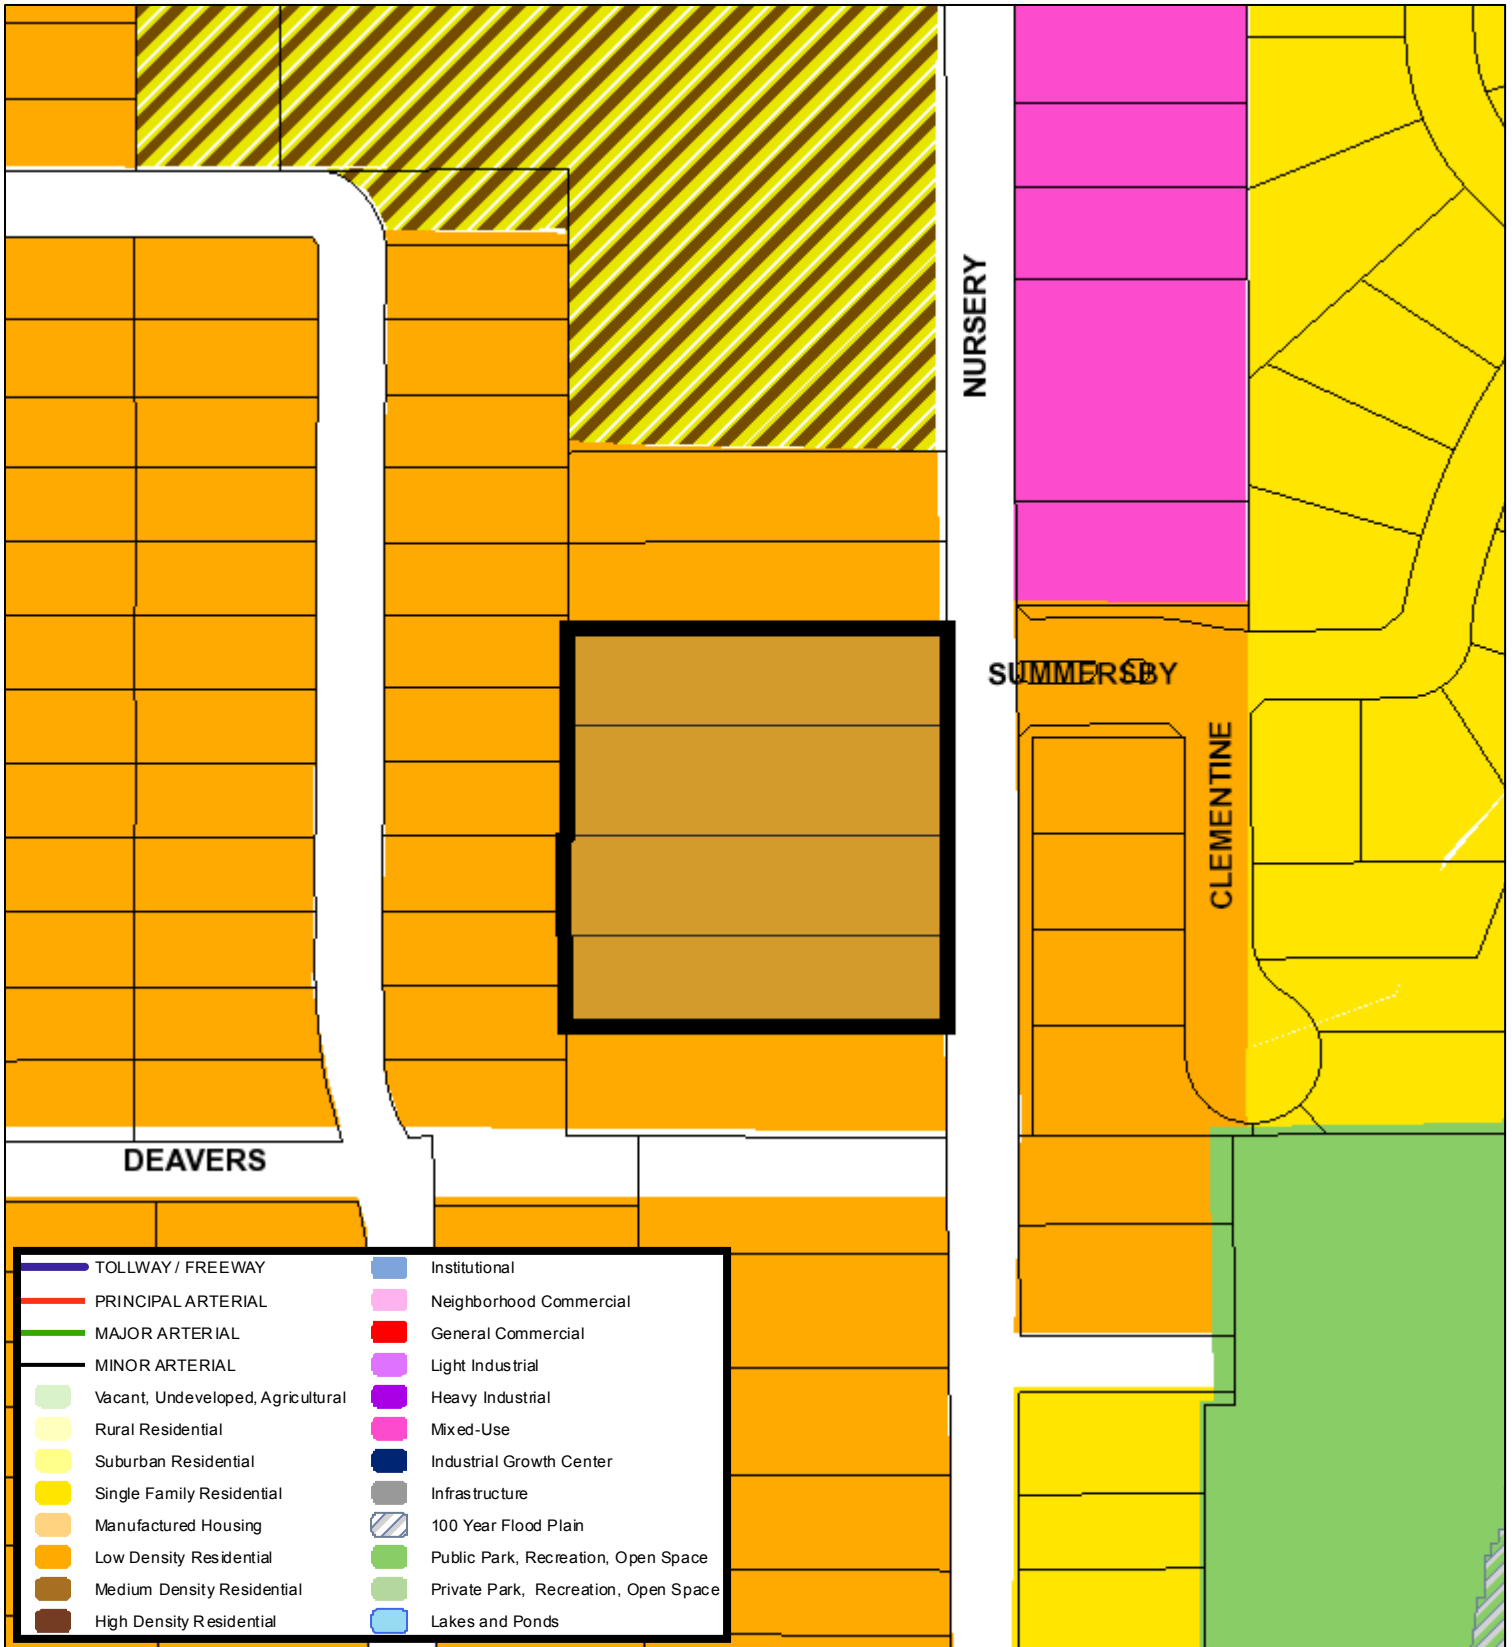 NURSERY
SUMMERSBY
CLEMENTINE
DEAVERS
TOLLWAY / FREEWAY
PRINCIPAL ARTERIAL
MAJOR ARTERIAL
MINOR ARTERIAL
Vacant, Undeveloped, Agricultural
Rural Residential
Suburban Residential
Single Family Residential
Manufactured Housing
Low Density Residential
Medium Density Residential
High Density Residential
Institutional
Neighborhood Commercial
General Commercial
Light Industrial
Heavy Industrial
Mixed-Use
Industrial Growth Center
Infrastructure
100 Year Flood Plain
Public Park, Recreation, Open Space
Private Park, Recreation, Open Space
Lakes and Ponds